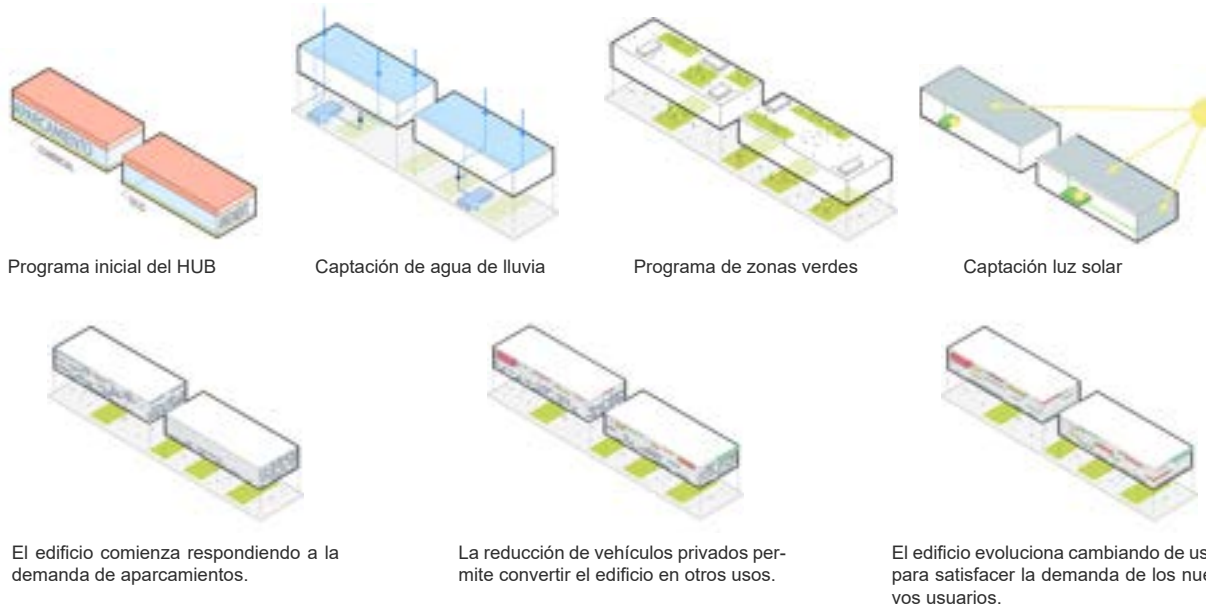 APARCAMIENTO
Programa inicial del HUB
Captación de agua de lluvia
Programa de zonas verdes
Captación luz solar
El edificio comienza respondiendo a la
demanda de aparcamientos.
La reducción de vehículos privados per-
mite convertir el edificio en otros usos.
El edificio evoluciona cambiando de us
para satisfacer la demanda de los nue
vos usuarios.